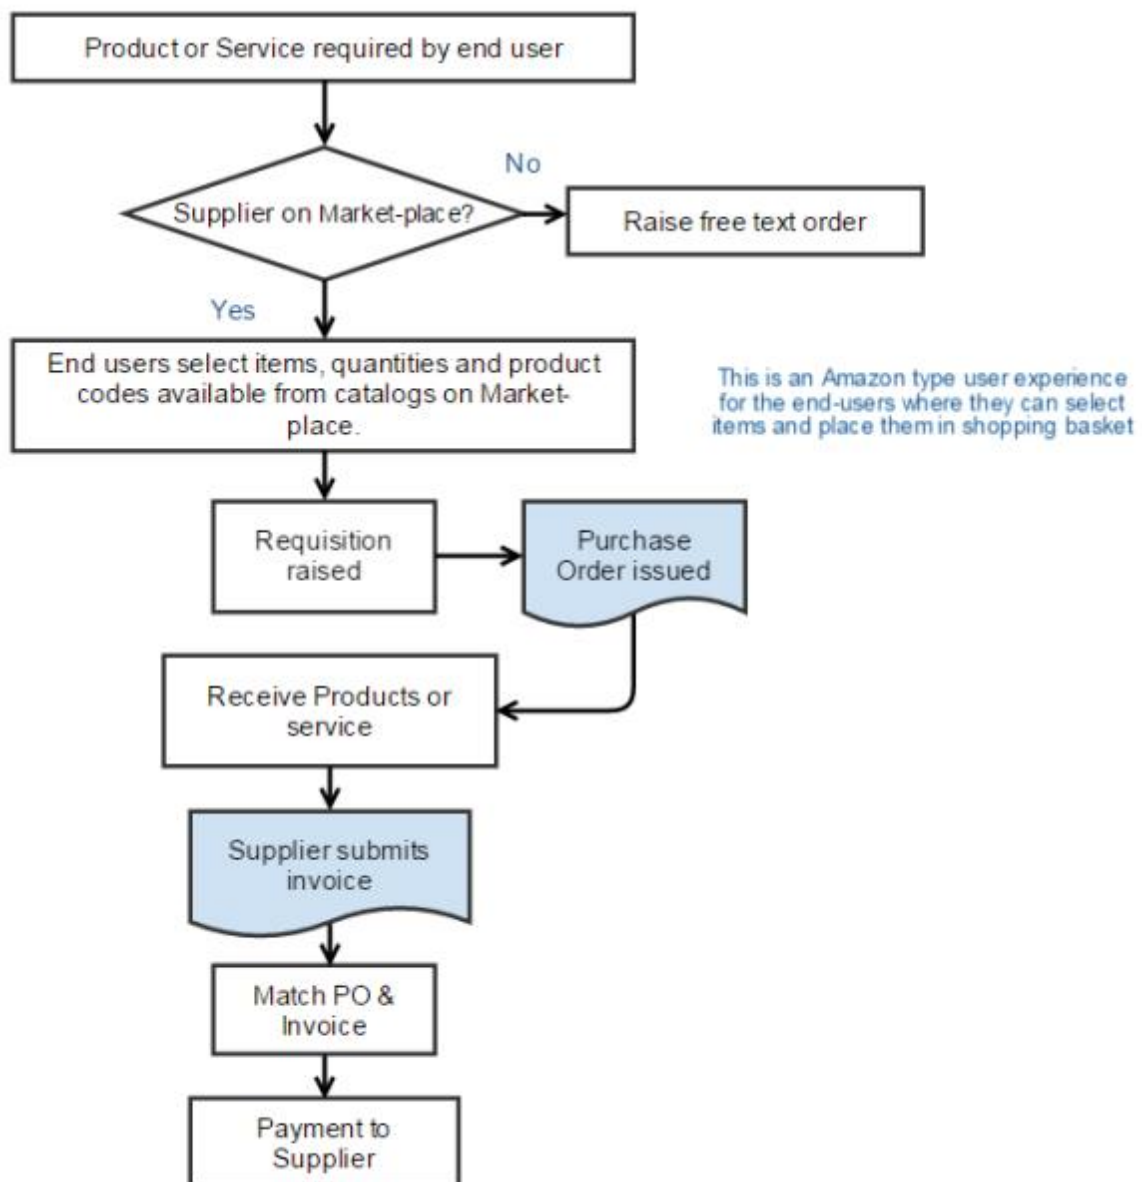 Product or Service required by end user
No
Supplier on Market-place?
Raise free text order
Yes
End users select items, quantities and product
codes available from catalogs on Market-
place.
This is an Amazon type user experience
for the end-users where they can select
items and place them in shopping basket
Requisition
raised
Purchase
Order issued
Receive Products or
service
Supplier submits
invoice
Match PO &
Invoice
Payment to
Supplier